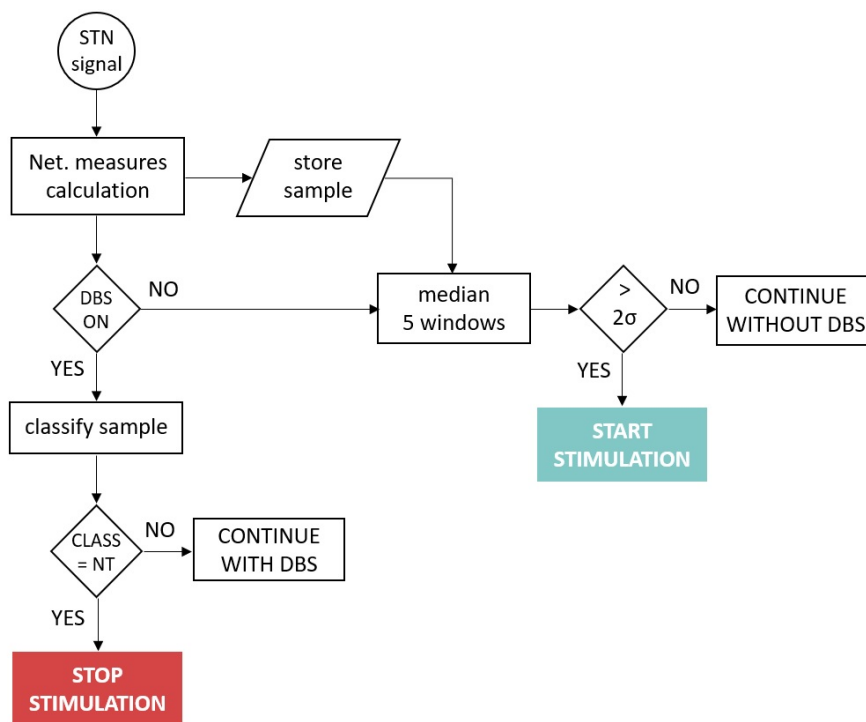 STN
signal
Net. measures
calculation
store
sample
DBS
ON
NO
median
5 windows
>
2σ
NO
CONTINUE
WITHOUT DBS
YES
YES
classify sample
START
STIMULATION
CLASS
= NT
NO
CONTINUE
WITH DBS
YES
STOP
STIMULATION